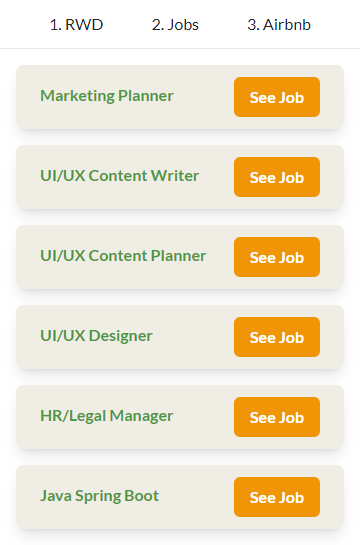 1. RWD 2. Jobs 3. Airbnb
Marketing Planner See Job
UI/UX Content Writer See Job
UI/UX Content Planner See Job
UI/UX Designer See Job
HR/Legal Manager See Job
Java Spring Boot See Job